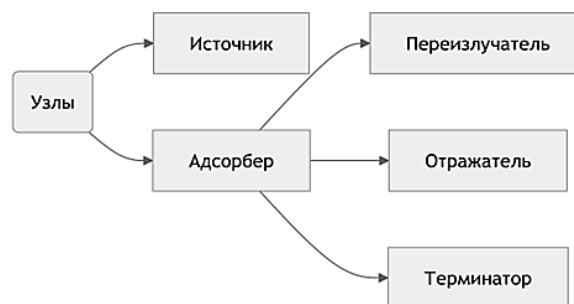 Узлы
Источник
Адсорбер
Переизлучатель
Отражатель
Терминатор